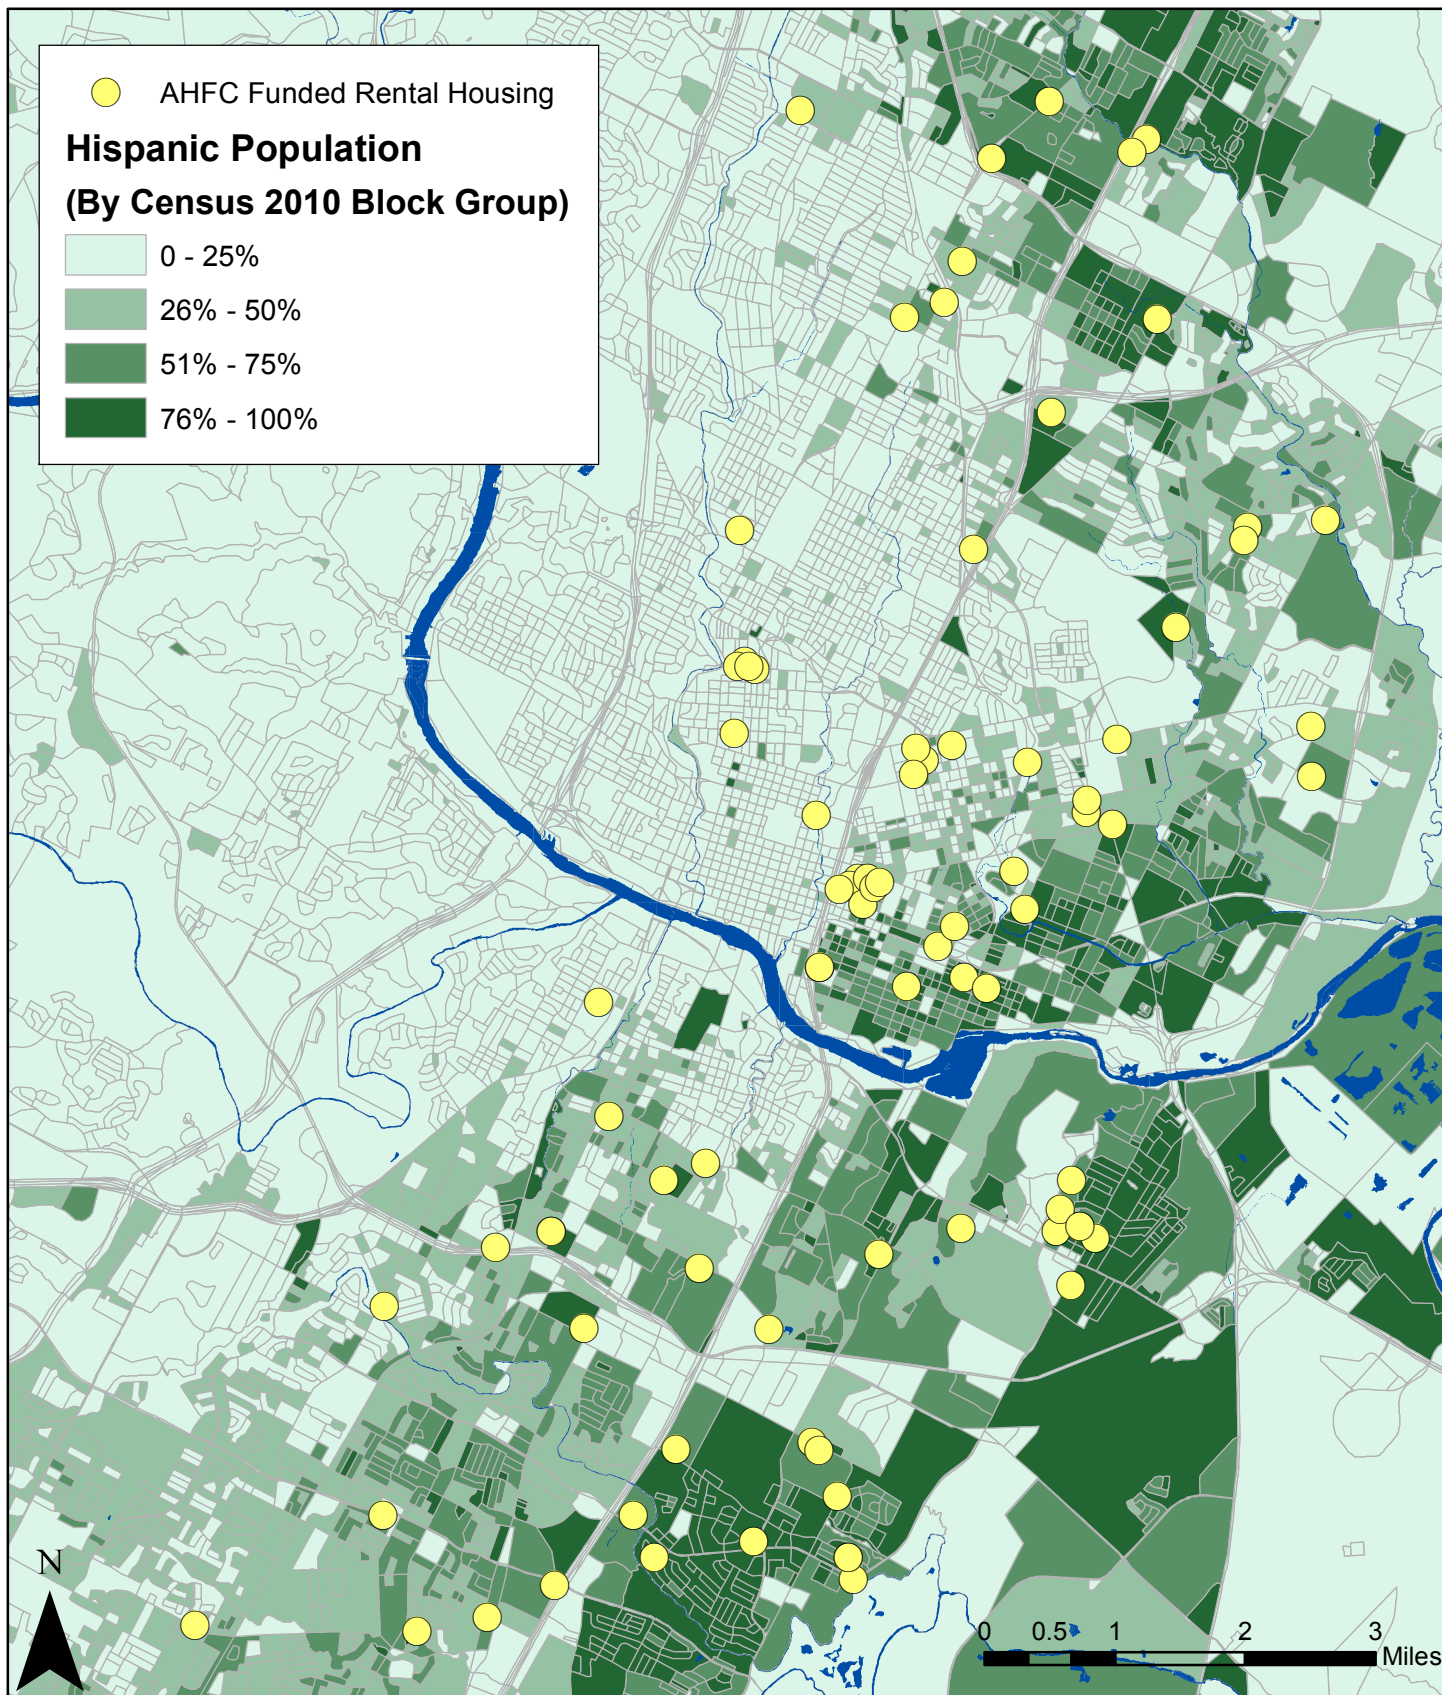 AHFC Funded Rental Housing
Hispanic Population
(By Census 2010 Block Group)
0 - 25%
26% - 50%
51% - 75%
76% - 100%
N
0 0.5 1 2 3
Miles